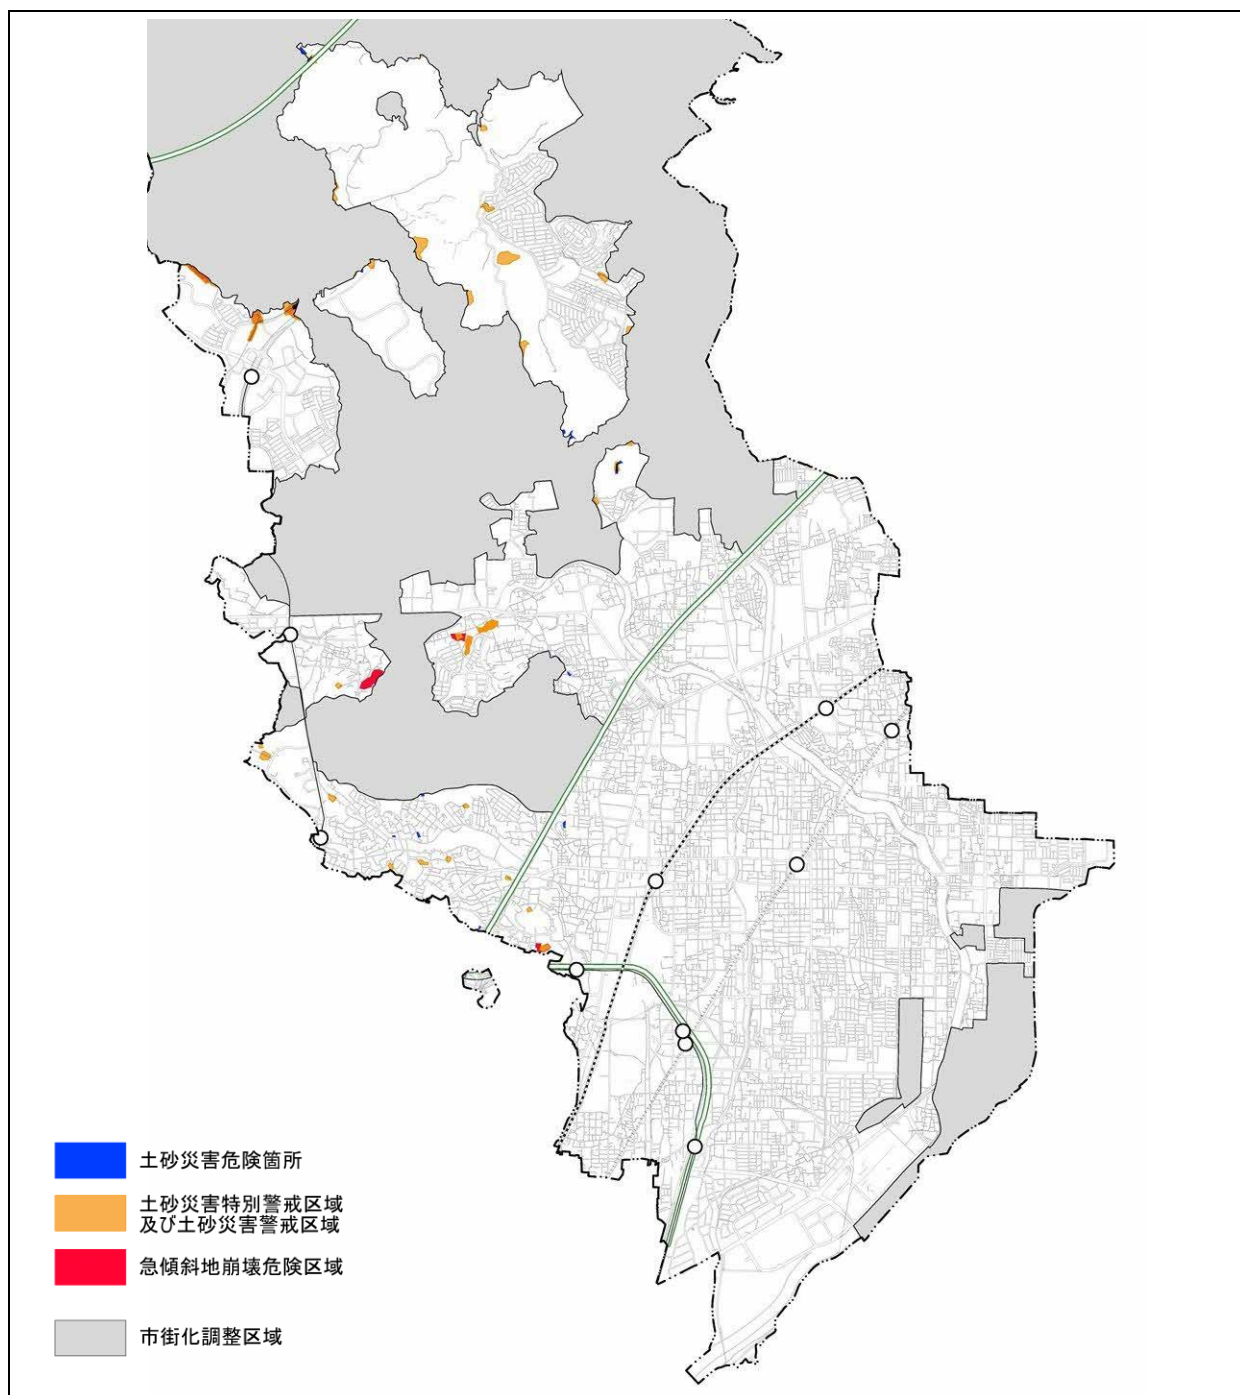 土砂災害危険箇所
土砂災害特別警戒区域
及び土砂災害警戒区域
急傾斜地崩壊危険区域
市街化調整区域